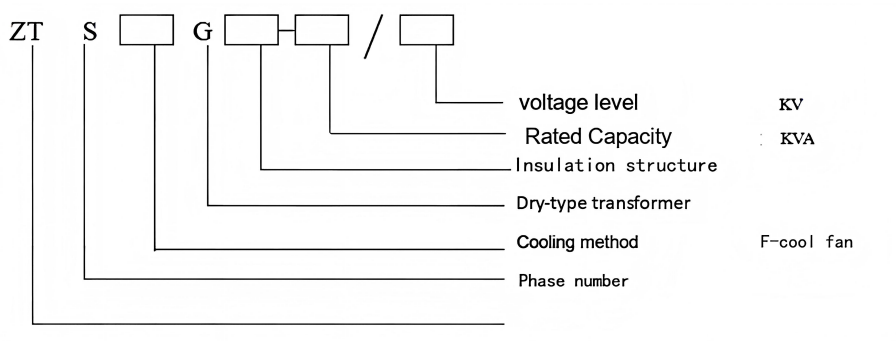 ZT S G - /
voltage level KV
Rated Capacity : KVA
Insulation structure
Dry-type transformer
Cooling method F-cool fan
Phase number